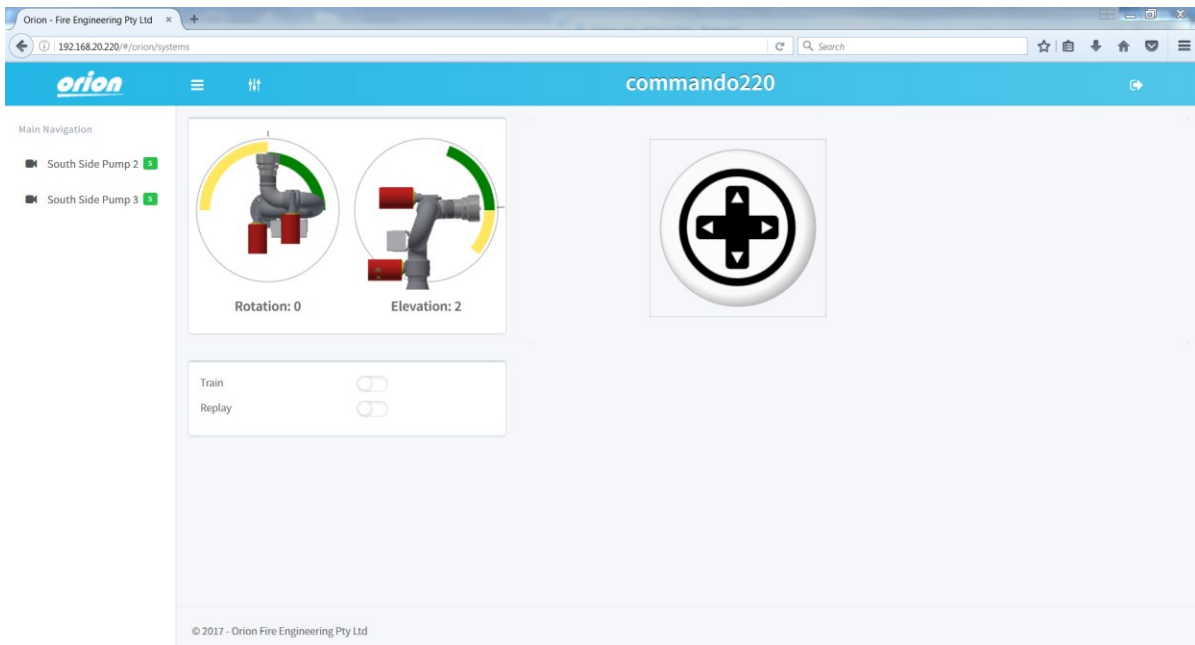 Orion - Fire Engineering Pty Ltd
192.168.20.220/#/orion/systems
Search
orion
commando220
Main Navigation
South Side Pump 2 5
South Side Pump 3 5
Rotation: 0
Elevation: 2
Train
Replay
© 2017 - Orion Fire Engineering Pty Ltd